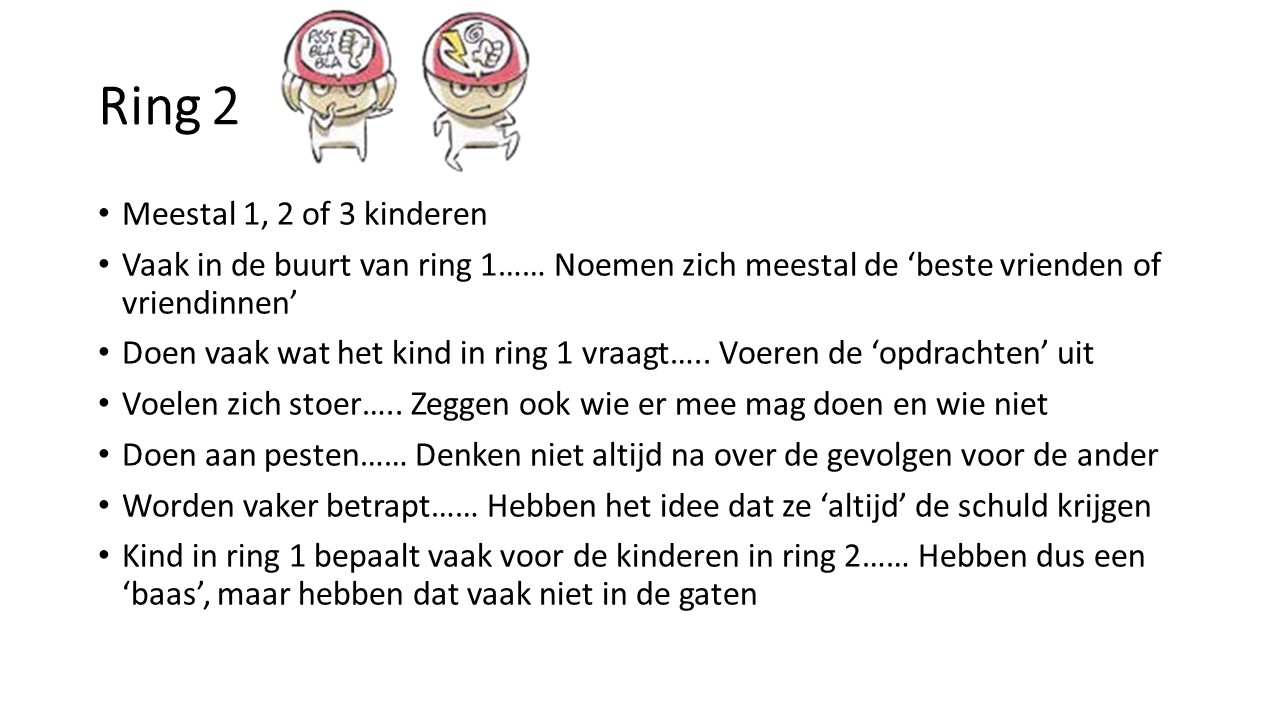 PSST
BLA
BLA
Ring 2
• Meestal 1, 2 of 3 kinderen
• Vaak in de buurt van ring 1…… Noemen zich meestal de ‘beste vrienden of
vriendinnen’
• Doen vaak wat het kind in ring 1 vraagt….. Voeren de ‘opdrachten’ uit
• Voelen zich stoer….. Zeggen ook wie er mee mag doen en wie niet
• Doen aan pesten…… Denken niet altijd na over de gevolgen voor de ander
• Worden vaker betrapt…… Hebben het idee dat ze ‘altijd’ de schuld krijgen
• Kind in ring 1 bepaalt vaak voor de kinderen in ring 2…… Hebben dus een
‘baas’, maar hebben dat vaak niet in de gaten